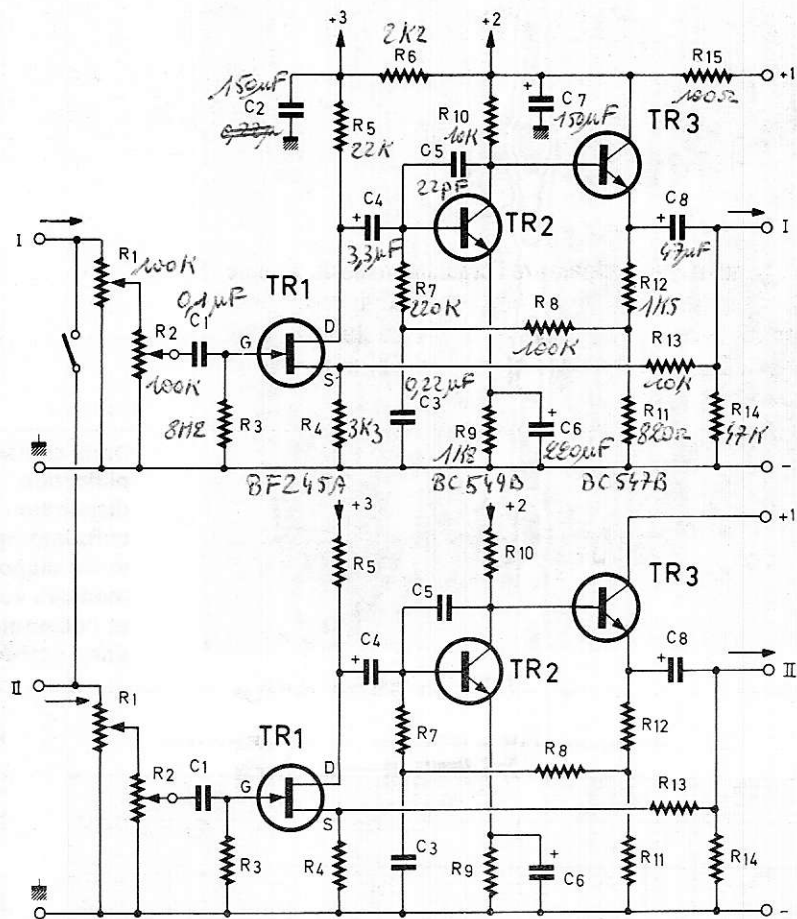 +3 2K2 +2
R6 R15 +1
150µF C2 R5 22K R10 10K C7 150µF 100Ω
0,22µ
C5 22pF TR3
C4 3,3µF TR2 C8 47µF
I R1 100K I
0,1µF C1 TR1 R7 220K R8 100K R12 1K5
R2 100K G D S R13 10K
0,22µF C3
8M2 R3 R4 3K3 R9 C6 220µF R11 820Ω R14 47K
BF245A BC549B BC547B -
+3 +2 +1
R5 R10
C5 TR3
C4 TR2 C8
II R1 II
TR1 R7 R8 R12
R2 C1 G D S R13
R3 R4 C3 R9 C6 R11 R14
-